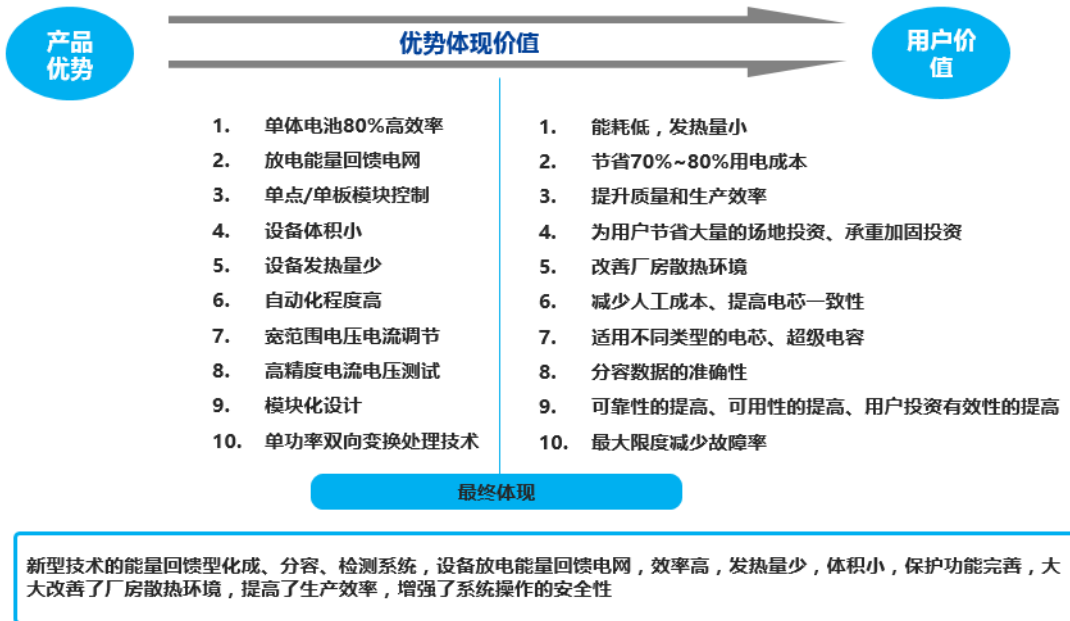 产品
优势
优势体现价值
用户价
值
1. 单体电池80%高效率
2. 放电能量回馈电网
3. 单点/单板模块控制
4. 设备体积小
5. 设备发热量少
6. 自动化程度高
7. 宽范围电压电流调节
8. 高精度电流电压测试
9. 模块化设计
10. 单功率双向变换处理技术
1. 能耗低，发热量小
2. 节省70%~80%用电成本
3. 提升质量和生产效率
4. 为用户节省大量的场地投资、承重加固投资
5. 改善厂房散热环境
6. 减少人工成本、提高电芯一致性
7. 适用不同类型的电芯、超级电容
8. 分容数据的准确性
9. 可靠性的提高、可用性的提高、用户投资有效性的提高
10. 最大限度减少故障率
最终体现
新型技术的能量回馈型化成、分容、检测系统，设备放电能量回馈电网，效率高，发热量少，体积小，保护功能完善，大
大改善了厂房散热环境，提高了生产效率，增强了系统操作的安全性